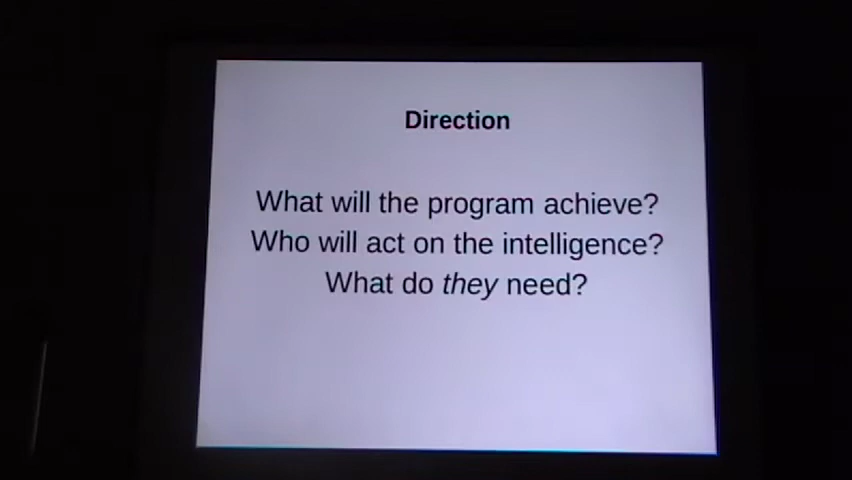 Direction
What will the program achieve?
Who will act on the intelligence?
What do they need?